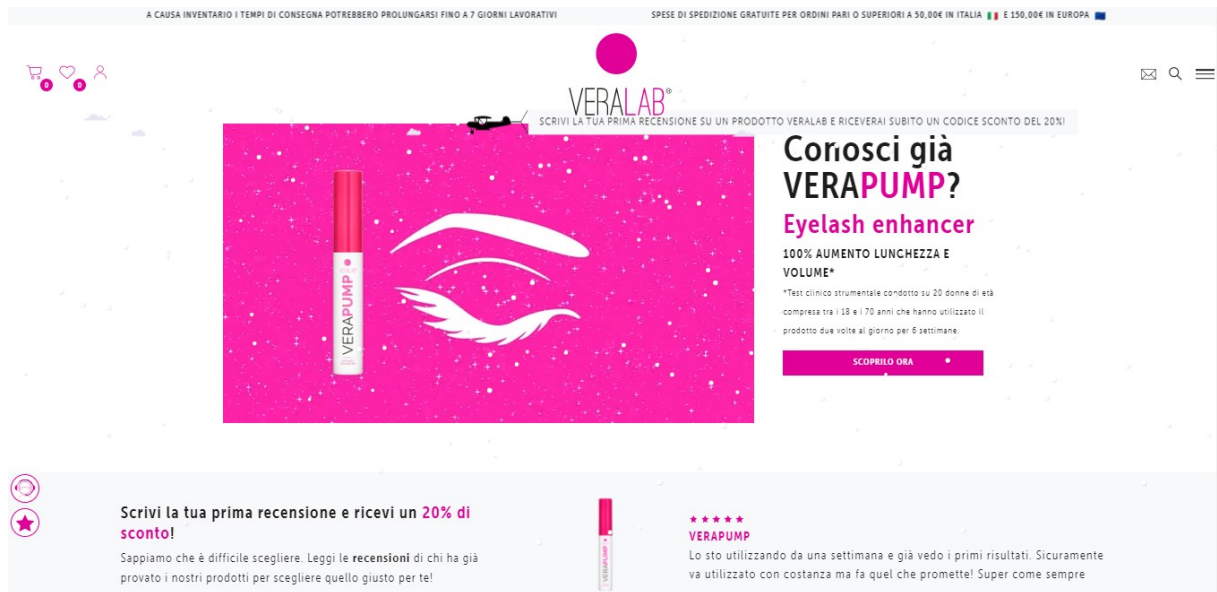 A CAUSA INVENTARIO I TEMPI DI CONSEGNA POTREBBERO PROLUNGARSI FINO A 7 GIORNI LAVORATIVI
SPESE DI SPEDIZIONE GRATUITE PER ORDINI PARI O SUPERIORI A 50,00€ IN ITALIA E 150,00€ IN EUROPA
0
0
VERALAB®
SCRIVI LA TUA PRIMA RECENSIONE SU UN PRODOTTO VERALAB E RICEVERAI SUBITO UN CODICE SCONTO DEL 20%!
VERAPUMP
Conosci già
VERAPUMP?
Eyelash enhancer
100% AUMENTO LUNGHEZZA E
VOLUME*
*Test clinico strumentale condotto su 20 donne di età
compresa tra i 18 e i 70 anni che hanno utilizzato il
prodotto due volte al giorno per 6 settimane.
SCOPRILO ORA
Scrivi la tua prima recensione e ricevi un 20% di
sconto!
Sappiamo che è difficile scegliere. Leggi le recensioni di chi ha già
provato i nostri prodotti per scegliere quello giusto per te!
VERAPUMP
VERAPUMP
Lo sto utilizzando da una settimana e già vedo i primi risultati. Sicuramente
va utilizzato con costanza ma fa quel che promette! Super come sempre